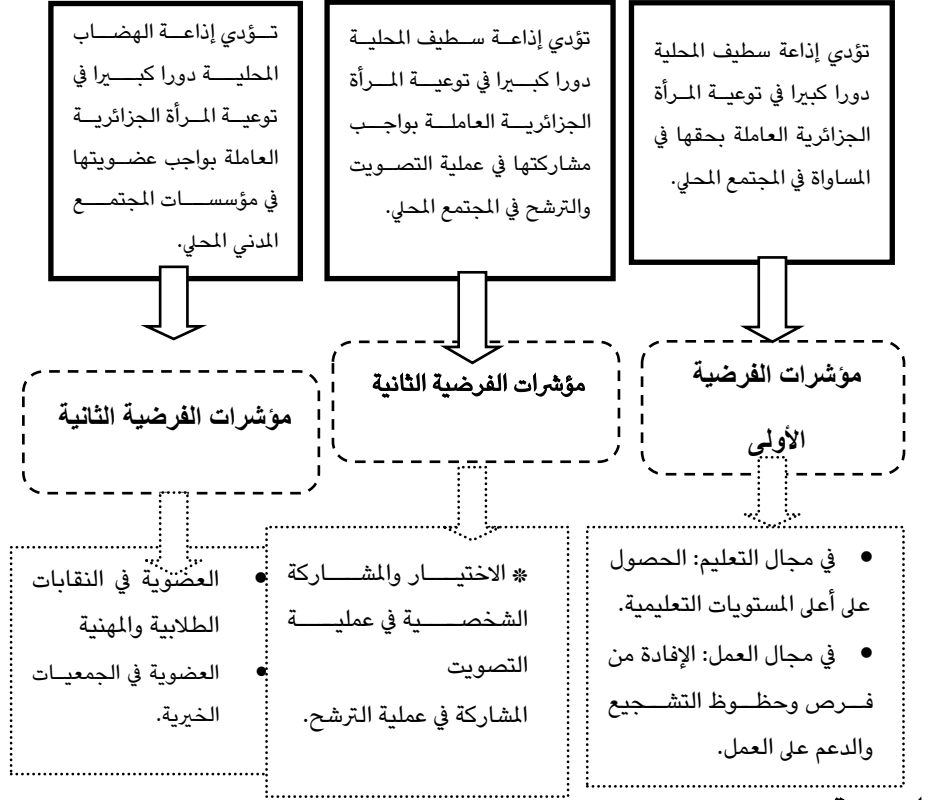 تؤدي إذاعة سطيف المحلية
دورا كبيرا في توعية المرأة
الجزائرية العاملة بحقها في
المساواة في المجتمع المحلي.
تؤدي إذاعة سطيف المحلية
دورا كبيرا في توعية المرأة
الجزائرية العاملة بواجب
مشاركتها في عملية التصويت
والترشح في المجتمع المحلي.
تؤدي إذاعة الهضاب
المحلية دورا كبيرا في
توعية المرأة الجزائرية
العاملة بواجب عضويتها
في مؤسسات المجتمع
المدني المحلي.
مؤشرات الفرضية
الأولى
مؤشرات الفرضية الثانية
مؤشرات الفرضية الثانية
• في مجال التعليم: الحصول
على أعلى المستويات التعليمية.
• في مجال العمل: الإفادة من
فرص وحظوظ التشجيع
والدعم على العمل.
* الاختيار والمشاركة
الشخصية في عملية
التصويت
المشاركة في عملية الترشح.
• العضوية في النقابات
الطلابية والمهنية
• العضوية في الجمعيات
الخيرية.